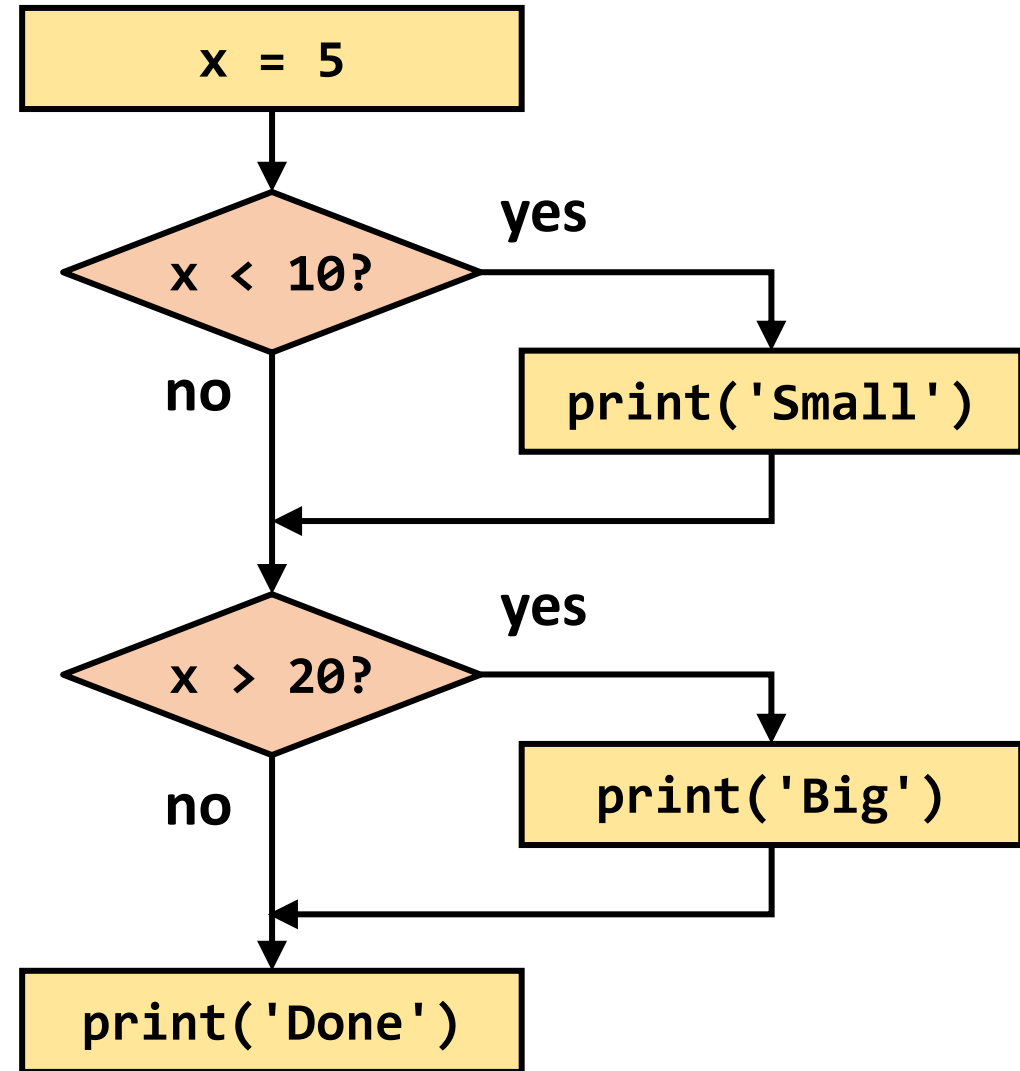 x = 5
x < 10?
yes
print('Small')
no
x > 20?
yes
print('Big')
no
print('Done')